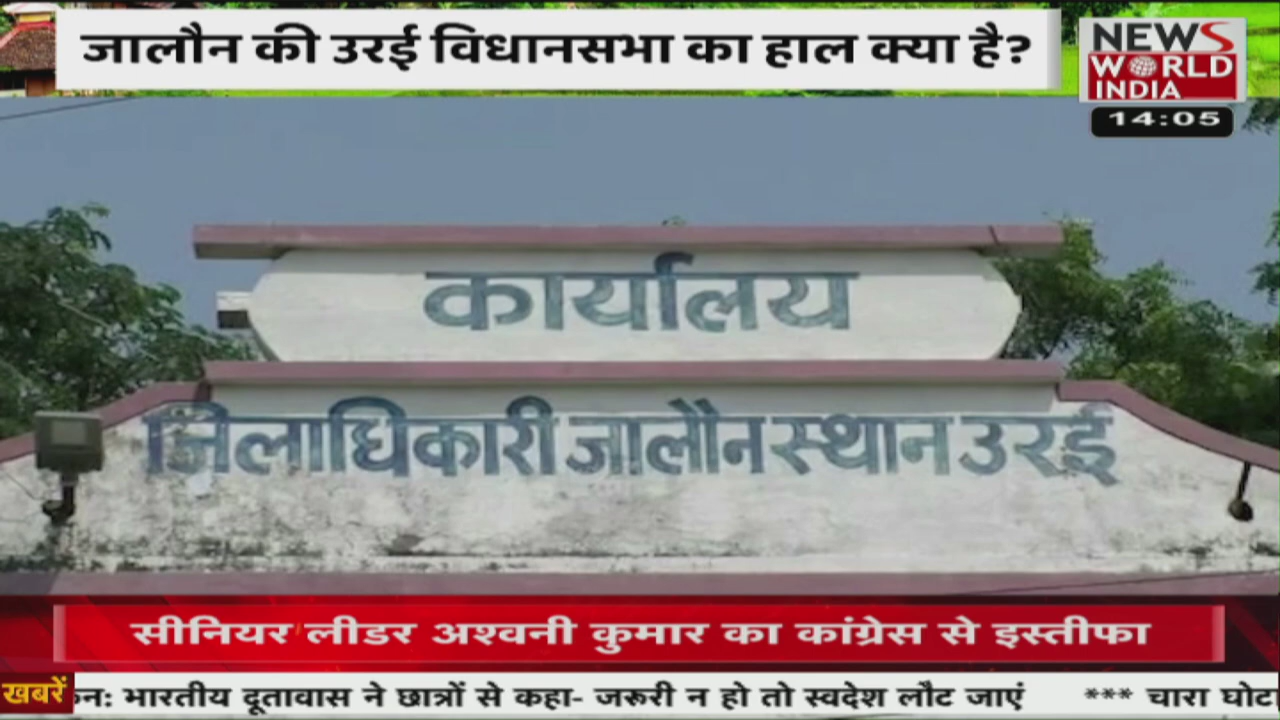 जालौन की उरई विधानसभा का हाल क्या है?
NEWS
WORLD
INDIA
14:05
कार्यालय
जिलाधिकारी जालौन स्थान उरई
सीनियर लीडर अश्वनी कुमार का कांग्रेस से इस्तीफा
खबरें
न: भारतीय दूतावास ने छात्रों से कहा- जरूरी न हो तो स्वदेश लौट जाएं *** चारा घोट